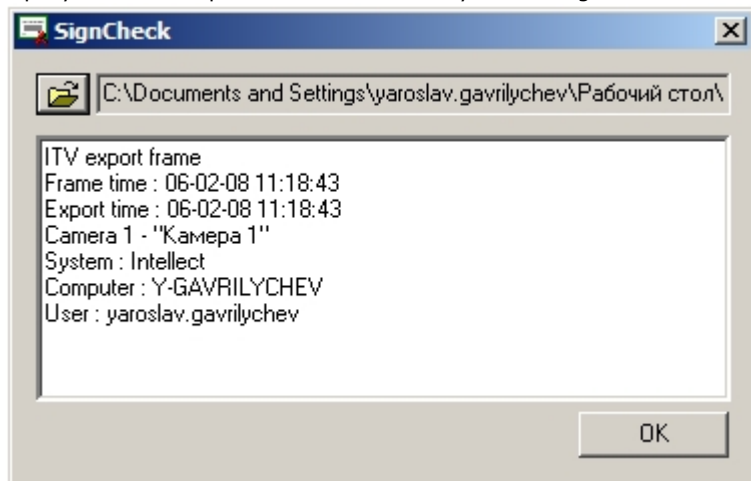 SignCheck
C:\Documents and Settings\yaroslav.gavrilychev\Рабочий стол\
ITV export frame
Frame time : 06-02-08 11:18:43
Export time : 06-02-08 11:18:43
Camera 1 - "Камера 1"
System : Intellect
Computer : Y-GAVRILYCHEV
User : yaroslav.gavrilychev
OK